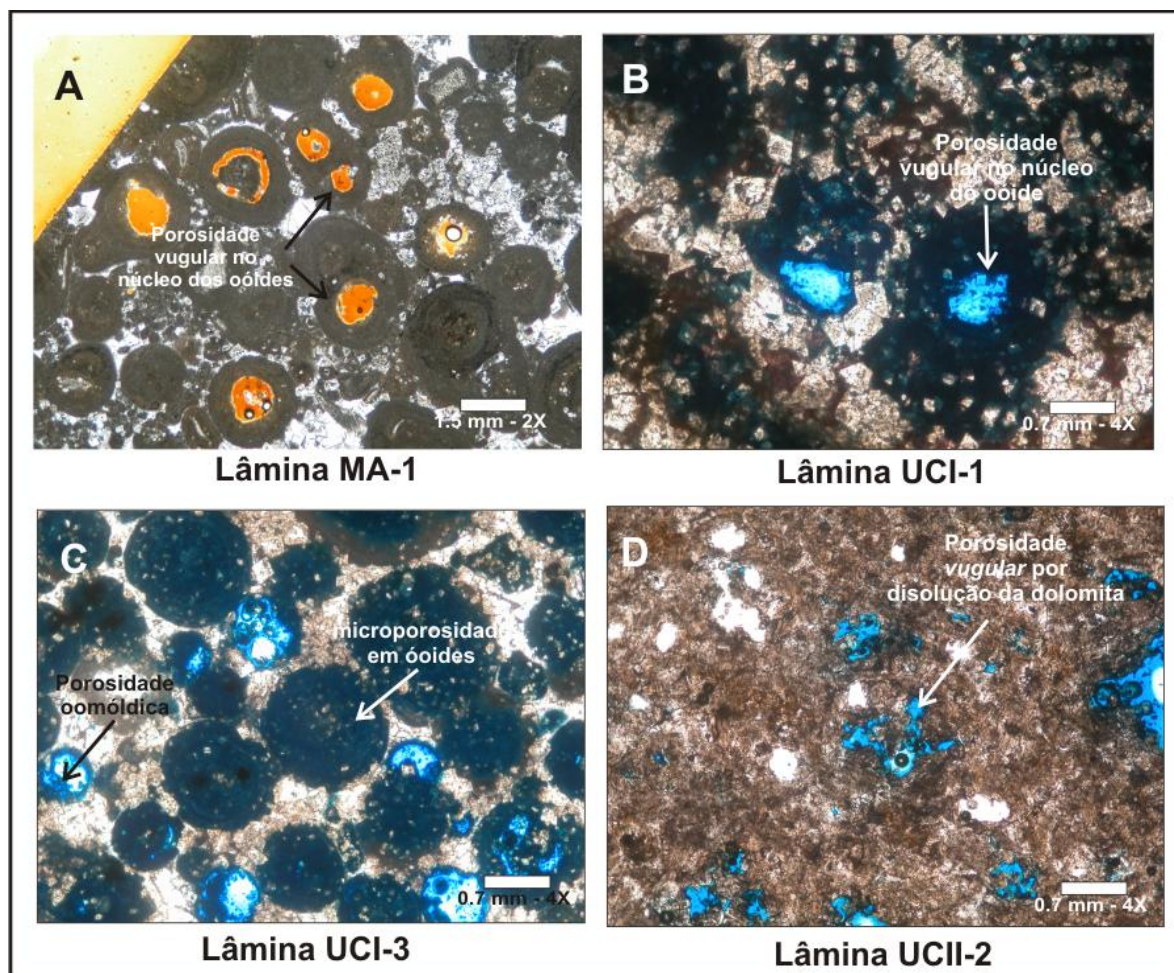 A
Porosidade
vugular no
núcleo dos oóides
1.5 mm - 2X
Lâmina MA-1
B
Porosidade
vugular no núcleo
do oóide
0.7 mm - 4X
Lâmina UCI-1
C
microporosidade
em óoides
Porosidade
oomóldica
0.7 mm - 4X
Lâmina UCI-3
D
Porosidade
vugular por
disolução da dolomita
0.7 mm - 4X
Lâmina UCII-2